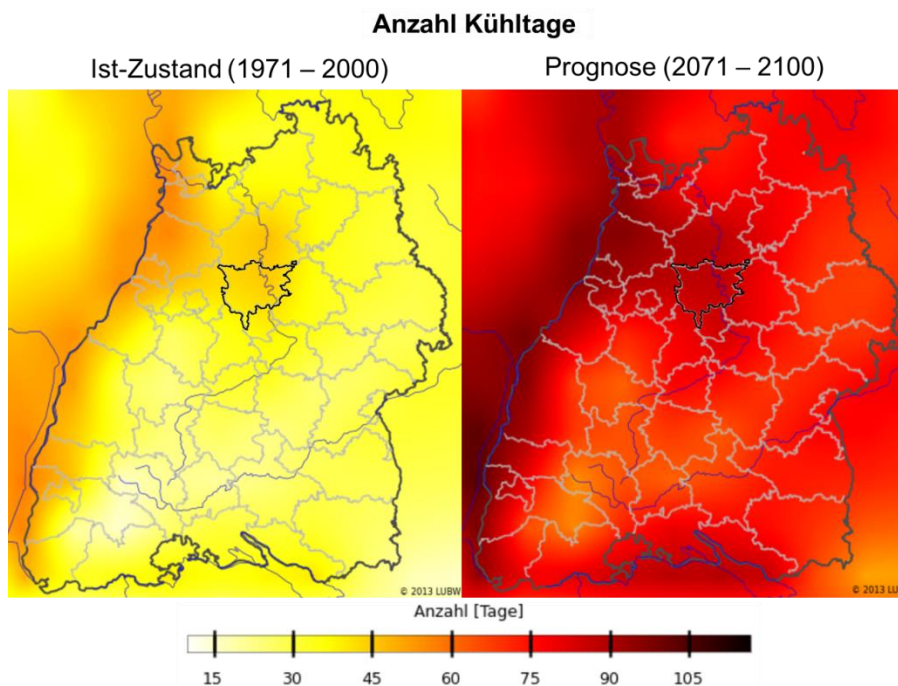 Anzahl Kühltage
Ist-Zustand (1971 – 2000)
Prognose (2071 – 2100)
© 2013 LUBW
© 2013 LUB
Anzahl [Tage]
15 30 45 60 75 90 105